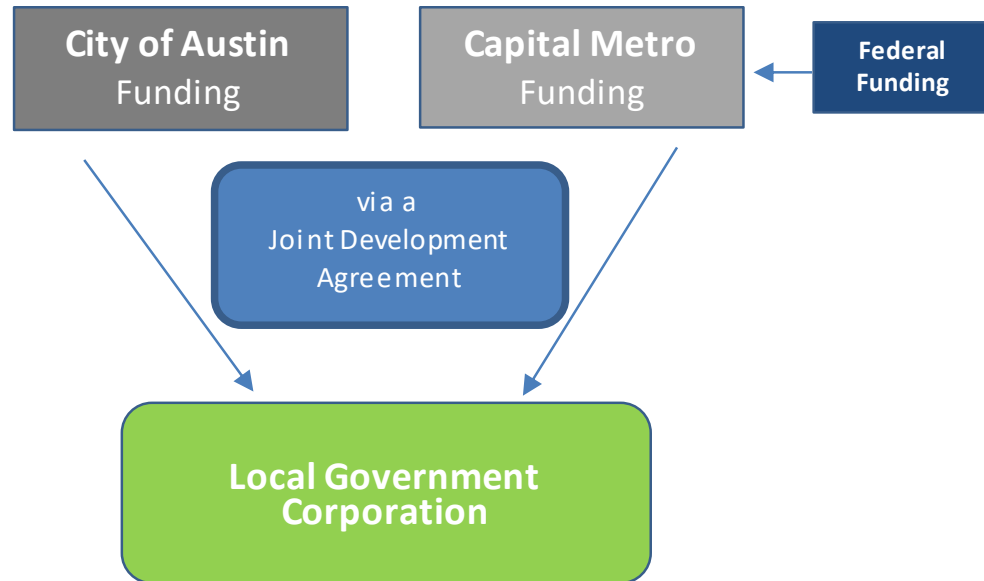 City of Austin
Funding
Capital Metro
Funding
Federal
Funding
via a
Joint Development
Agreement
Local Government
Corporation